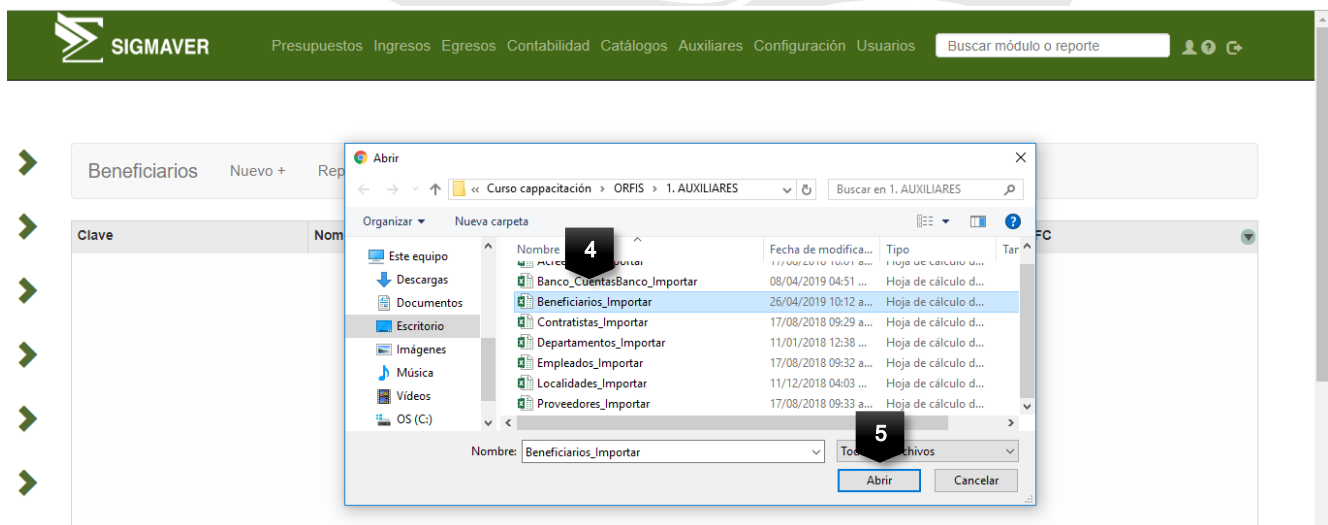 SIGMAVER
Presupuestos Ingresos Egresos Contabilidad Catálogos Auxiliares Configuración Usuarios
Buscar módulo o reporte
Beneficiarios
Nuevo +
Rep
Clave
Nom
FC
Abrir
« Curso cappacitación › ORFIS › 1. AUXILIARES
Buscar en 1. AUXILIARES
Organizar
Nueva carpeta
Este equipo
Descargas
Documentos
Escritorio
Imágenes
Música
Vídeos
OS (C:)
Nombre
4
Fecha de modifica...
Tipo
Tar
Banco_CuentasBanco_Importar 08/04/2019 04:51 ... Hoja de cálculo d...
Beneficiarios_Importar 26/04/2019 10:12 a... Hoja de cálculo d...
Contratistas_Importar 17/08/2018 09:29 a... Hoja de cálculo d...
Departamentos_Importar 11/01/2018 12:38 ... Hoja de cálculo d...
Empleados_Importar 17/08/2018 09:32 a... Hoja de cálculo d...
Localidades_Importar 11/12/2018 04:03 ... Hoja de cálculo d...
Proveedores_Importar 17/08/2018 09:33 a... Hoja de cálculo d...
5
Nombre: Beneficiarios_Importar
Abrir
Cancelar